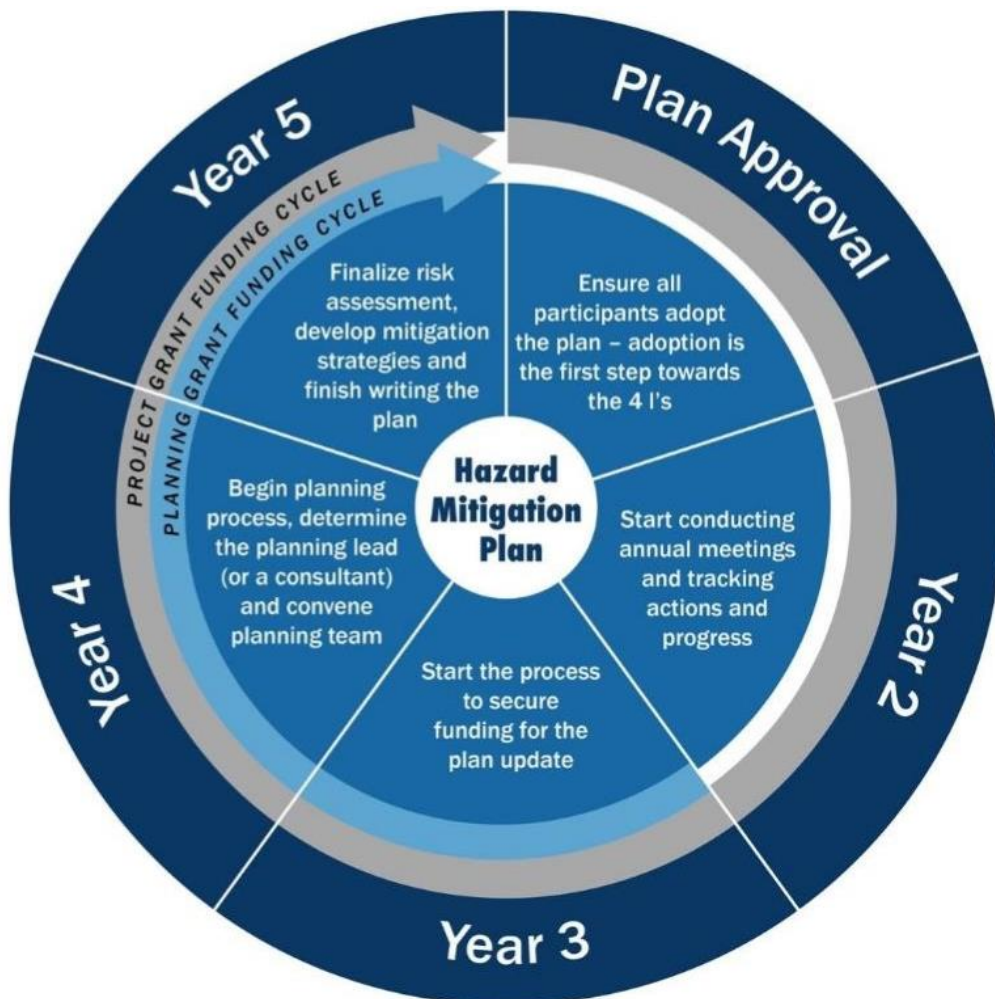 Plan Approval
Year 2
Year 3
Year 4
Year 5
PROJECT GRANT FUNDING CYCLE
PLANNING GRANT FUNDING CYCLE
Ensure all
participants adopt
the plan – adoption is
the first step towards
the 4 I's
Start conducting
annual meetings
and tracking
actions and
progress
Start the process
to secure
funding for the
plan update
Begin planning
process, determine
the planning lead
(or a consultant)
and convene
planning team
Finalize risk
assessment,
develop mitigation
strategies and
finish writing the
plan
Hazard
Mitigation
Plan